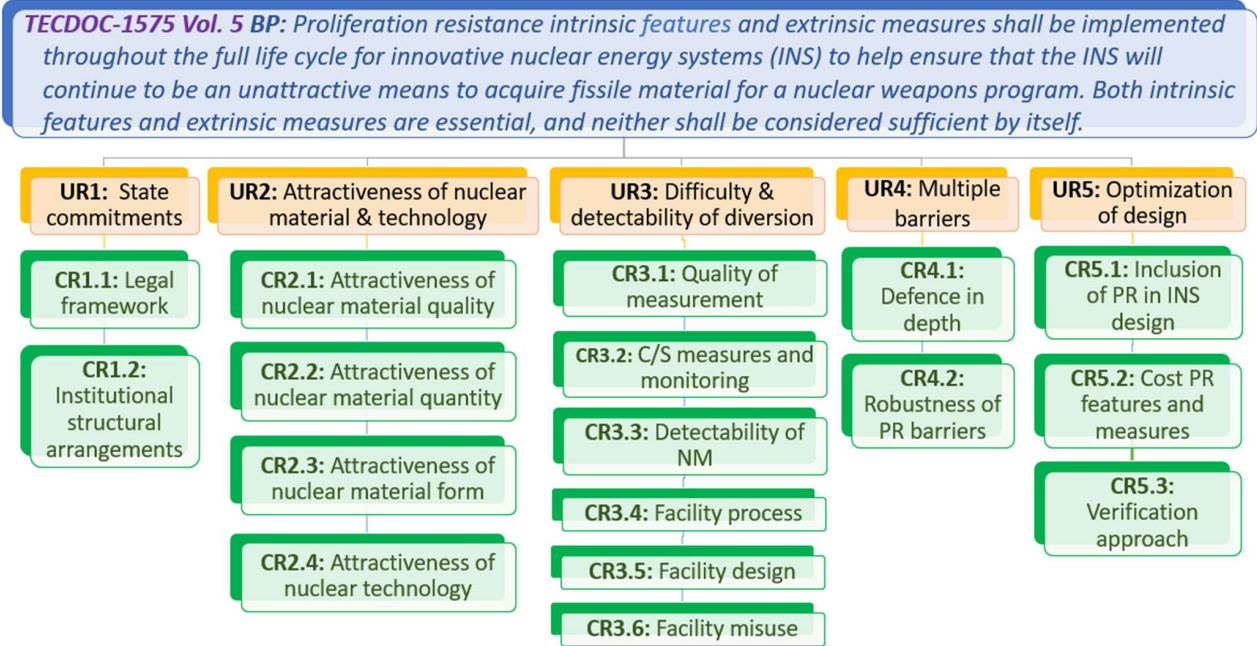 TECDOC-1575 Vol. 5 BP: Proliferation resistance intrinsic features and extrinsic measures shall be implemented
throughout the full life cycle for innovative nuclear energy systems (INS) to help ensure that the INS will
continue to be an unattractive means to acquire fissile material for a nuclear weapons program. Both intrinsic
features and extrinsic measures are essential, and neither shall be considered sufficient by itself.
UR1: State
commitments
CR1.1: Legal
framework
CR1.2:
Institutional
structural
arrangements
UR2: Attractiveness of nuclear
material & technology
CR2.1: Attractiveness of
nuclear material quality
CR2.2: Attractiveness of
nuclear material quantity
CR2.3: Attractiveness of
nuclear material form
CR2.4: Attractiveness of
nuclear technology
UR3: Difficulty &
detectability of diversion
CR3.1: Quality of
measurement
CR3.2: C/S measures and
monitoring
CR3.3: Detectability of
NM
CR3.4: Facility process
CR3.5: Facility design
CR3.6: Facility misuse
UR4: Multiple
barriers
CR4.1:
Defence in
depth
CR4.2:
Robustness of
PR barriers
UR5: Optimization
of design
CR5.1: Inclusion
of PR in INS
design
CR5.2: Cost PR
features and
measures
CR5.3:
Verification
approach